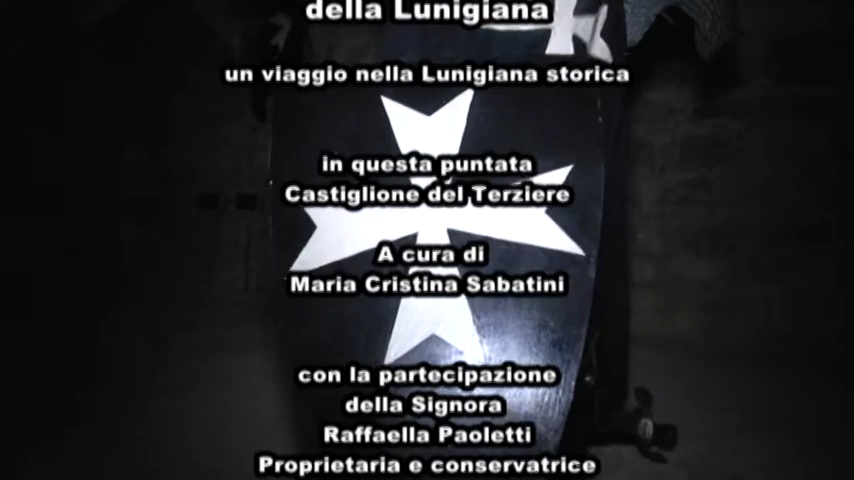 della Lunigiana
un viaggio nella Lunigiana storica
in questa puntata
Castiglione del Terziere
A cura di
Maria Cristina Sabatini
con la partecipazione
della Signora
Raffaella Paoletti
Proprietaria e conservatrice